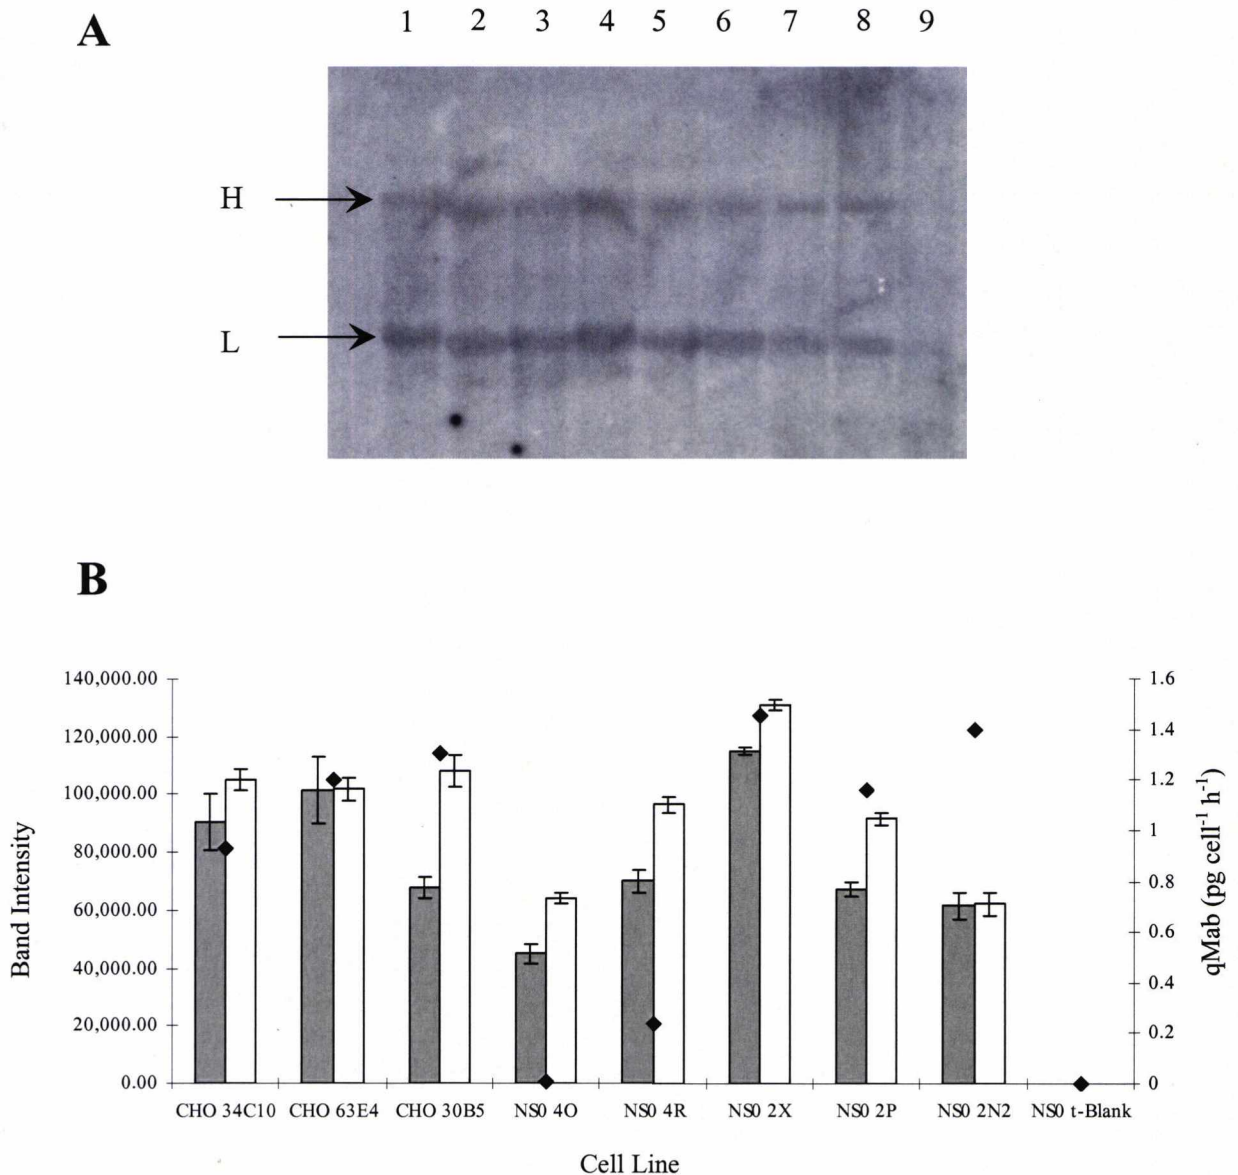 A
1 2 3 4 5 6 7 8 9
H
L
B
140,000.00
120,000.00
100,000.00
80,000.00
60,000.00
40,000.00
20,000.00
0.00
Band Intensity
1.6
1.4
1.2
1
0.8
0.6
0.4
0.2
0
qMab (pg cell⁻¹ h⁻¹)
CHO 34C10 CHO 63E4 CHO 30B5 NS0 4O NS0 4R NS0 2X NS0 2P NS0 2N2 NS0 t-Blank
Cell Line